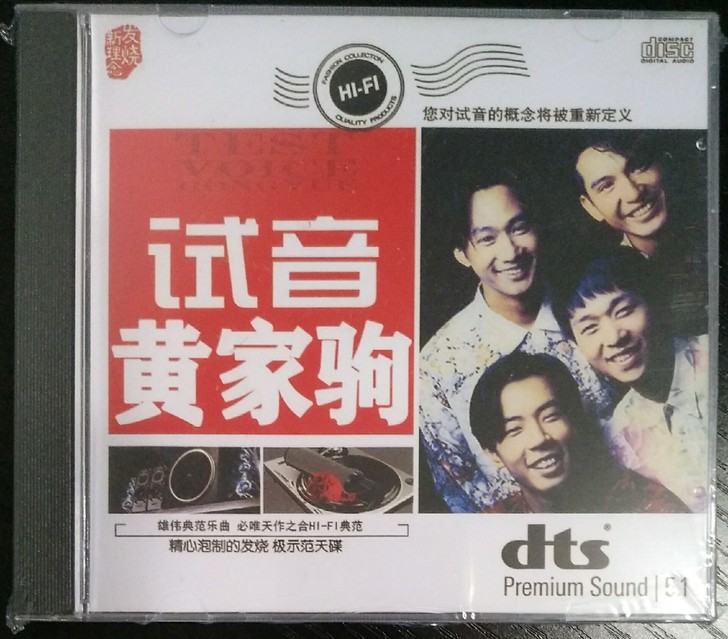 发烧
新理念
FASHION COLLECTION
HI-FI
QUALITY PRODUCTS
COMPACT
disc
DIGITAL AUDIO
您对试音的概念将被重新定义
TEST
VOICE
试音
黄家驹
雄伟典范乐曲 必唯天作之合HI-FI典范
精心泡制的发烧 极示范天碟
dts®
Premium Sound | 5.1